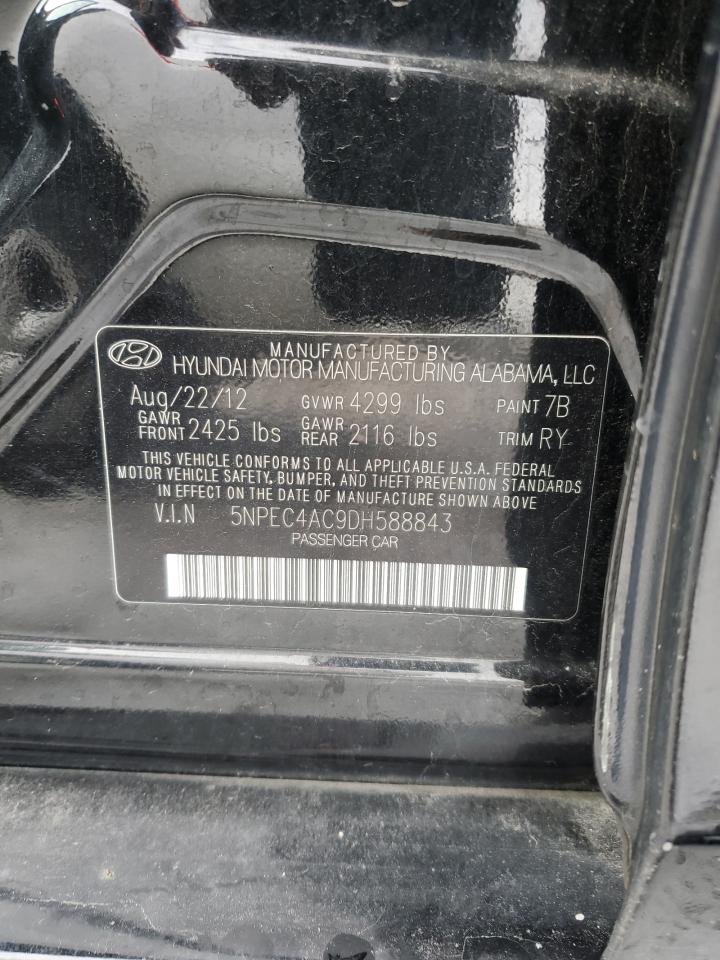 MANUFACTURED BY
HYUNDAI MOTOR MANUFACTURING ALABAMA, LLC
Aug/22/12 GVWR 4299 lbs PAINT 7B
GAWR FRONT 2425 lbs GAWR REAR 2116 lbs TRIM RY
THIS VEHICLE CONFORMS TO ALL APPLICABLE U.S.A. FEDERAL
MOTOR VEHICLE SAFETY, BUMPER, AND THEFT PREVENTION STANDARDS
IN EFFECT ON THE DATE OF MANUFACTURE SHOWN ABOVE
V.I.N 5NPEC4AC9DH588843
PASSENGER CAR